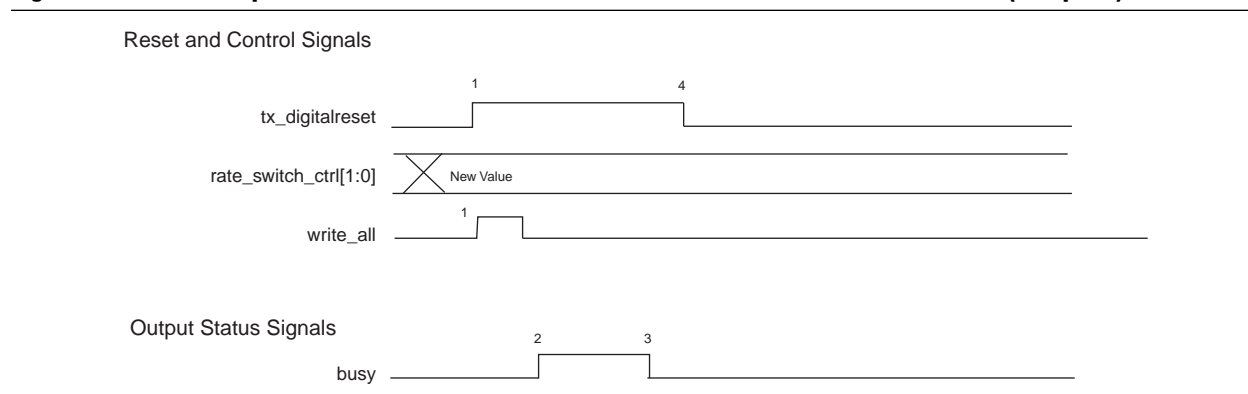 Reset and Control Signals
1 4
tx_digitalreset
rate_switch_ctrl[1:0] New Value
1
write_all
Output Status Signals
2 3
busy